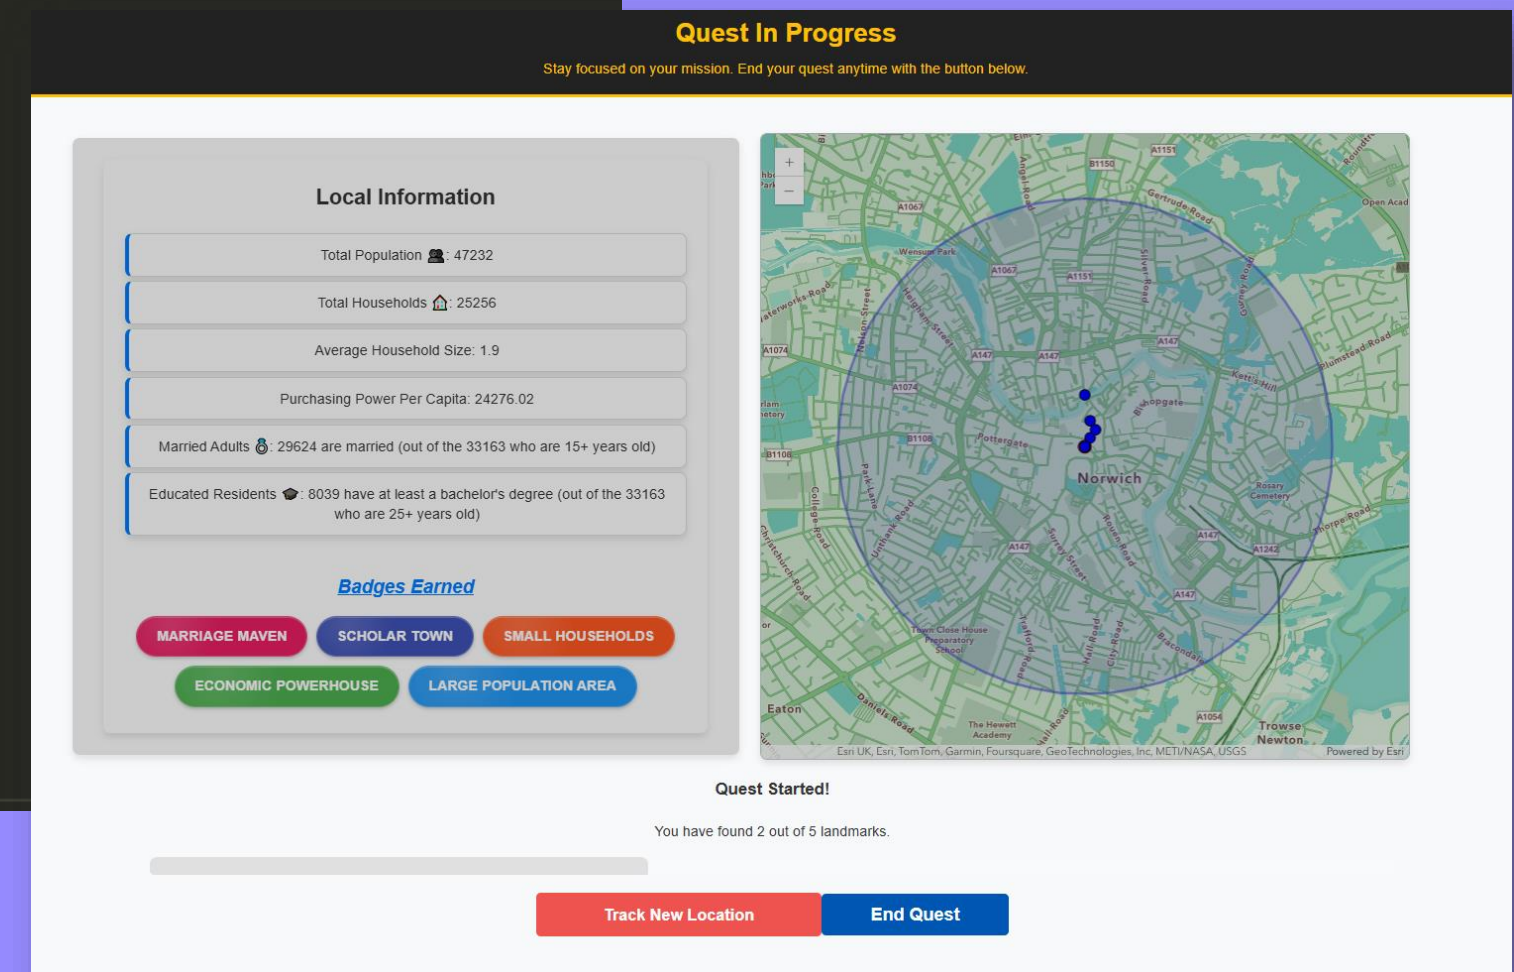 Quest In Progress
Stay focused on your mission. End your quest anytime with the button below.
Local Information
Total Population 👥: 47232
Total Households 🏠: 25256
Average Household Size: 1.9
Purchasing Power Per Capita: 24276.02
Married Adults 💍: 29624 are married (out of the 33163 who are 15+ years old)
Educated Residents 🎓: 8039 have at least a bachelor's degree (out of the 33163
who are 25+ years old)
Badges Earned
MARRIAGE MAVEN
SCHOLAR TOWN
SMALL HOUSEHOLDS
ECONOMIC POWERHOUSE
LARGE POPULATION AREA
+
−
A1151
B1150
Angel-Road
Gertrude-Road
Open Acad
A1067
Wensum Park
A1067
A1151
Silver-Road
Gurney-Road
Heigham-Street
Nelson-Street
A1074
A147
A147
A147
Plumstead-Road
Kett's-Hill
A1074
Bishopgate
B1108
Pottergate
B1108
Norwich
Rosary
Cemetery
Park-Lane
College-Road
Unthank-Road
Rouen-Road
Surrey-Street
A147
A147
A1242
Thorpe-Road
Christchurch-Road
A147
Town Close House
Preparatory
School
Trafford-Road
Hall-Road
City-Road
Bracondale
Eaton
Daniels-Road
The Hewett
Academy
Hall-Road
A1054
Trowse
Newton
Esri UK, Esri, TomTom, Garmin, Foursquare, GeoTechnologies, Inc, METI/NASA, USGS
Powered by Esri
Quest Started!
You have found 2 out of 5 landmarks.
Track New Location
End Quest